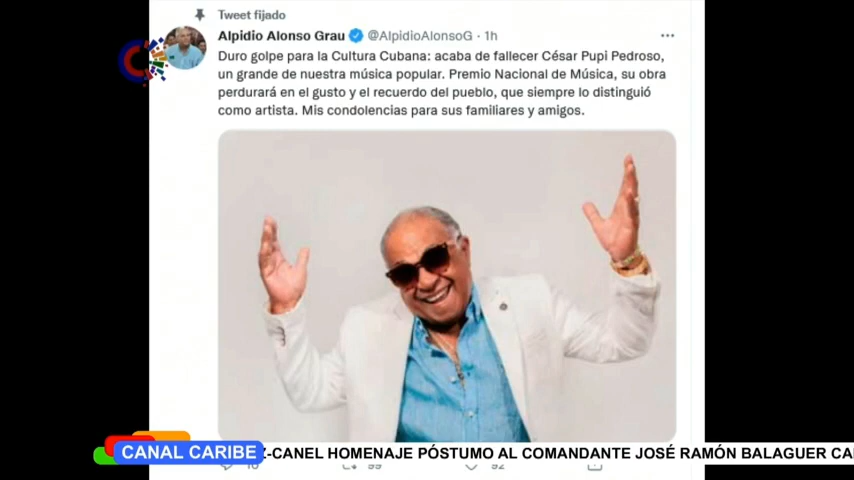 Tweet fijado
Alpidio Alonso Grau @AlpidioAlonsoG · 1h
Duro golpe para la Cultura Cubana: acaba de fallecer César Pupi Pedroso,
un grande de nuestra música popular. Premio Nacional de Música, su obra
perdurará en el gusto y el recuerdo del pueblo, que siempre lo distinguió
como artista. Mis condolencias para sus familiares y amigos.
CANAL CARIBE
Z-CANEL HOMENAJE PÓSTUMO AL COMANDANTE JOSÉ RAMÓN BALAGUER CA